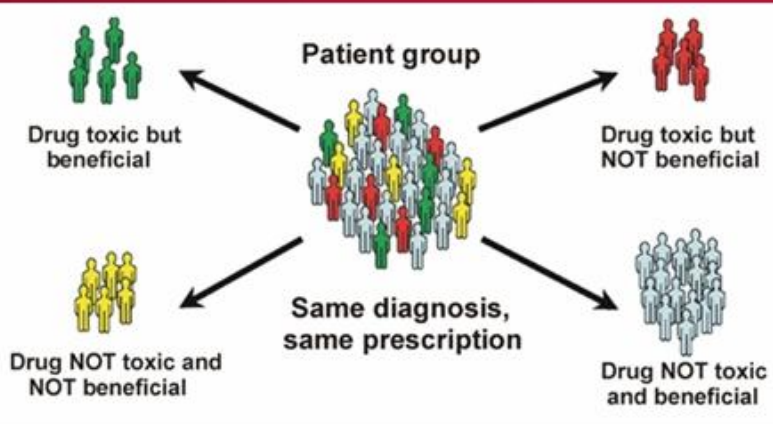 Patient group
Drug toxic but
beneficial
Drug toxic but
NOT beneficial
Drug NOT toxic and
NOT beneficial
Same diagnosis,
same prescription
Drug NOT toxic
and beneficial